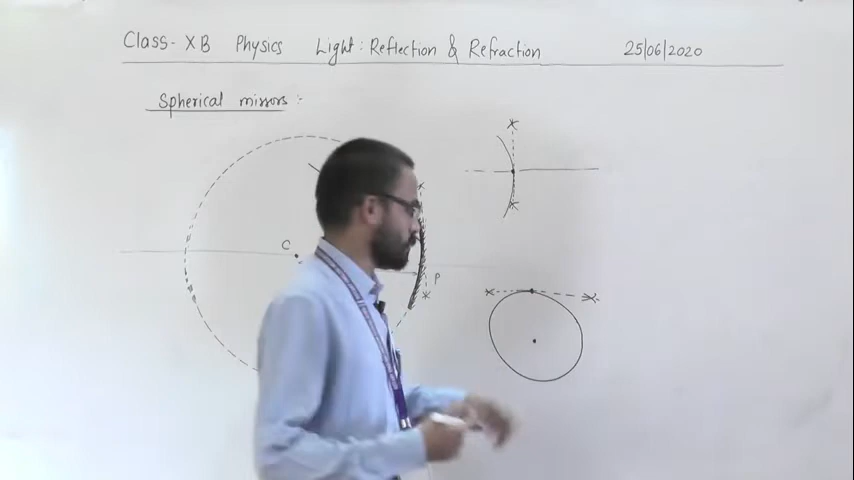 Class- X B Physics Light: Reflection & Refraction 25/06/2020
Spherical mirrors:
C
P